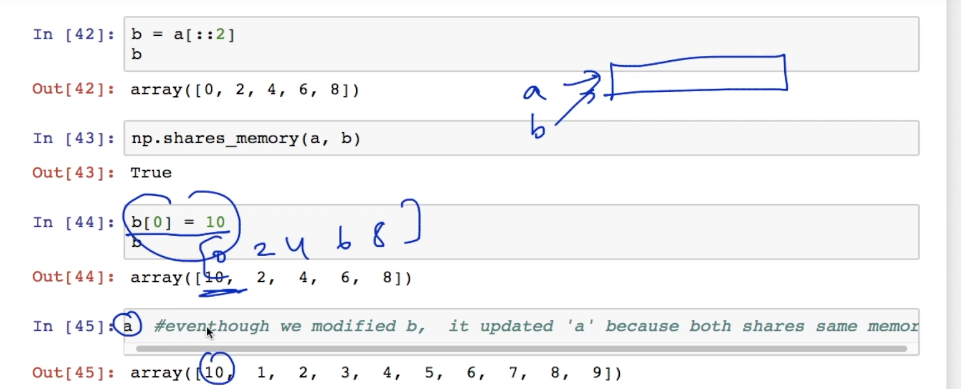 In [42]: b = a[::2]
b
Out[42]: array([0, 2, 4, 6, 8])
a
b
In [43]: np.shares_memory(a, b)
Out[43]: True
In [44]: b[0] = 10
b
[0 2 4 6 8]
Out[44]: array([10, 2, 4, 6, 8])
In [45]: a #eventhough we modified b, it updated 'a' because both shares same memor
Out[45]: array([10, 1, 2, 3, 4, 5, 6, 7, 8, 9])